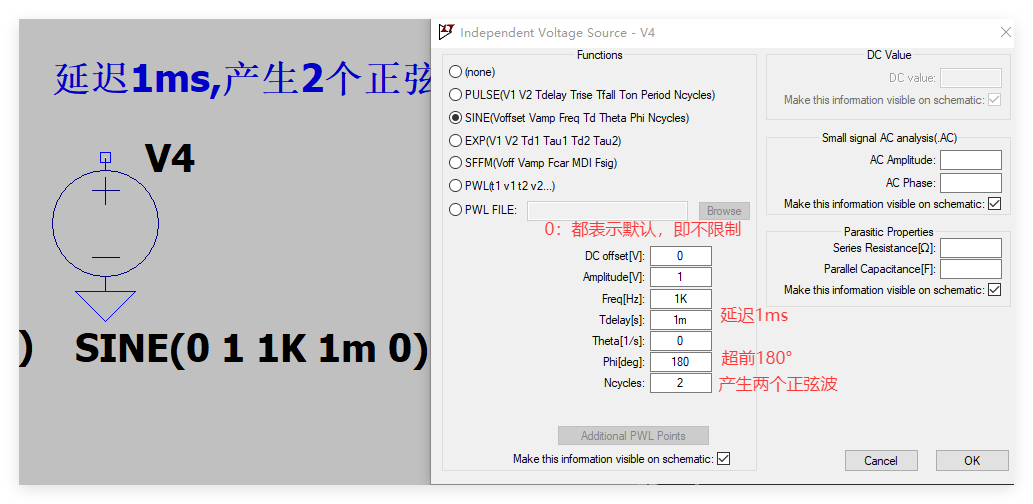 延迟1ms,产生2个正弦
V4
) SINE(0 1 1K 1m 0)
Independent Voltage Source - V4
Functions
(none)
PULSE(V1 V2 Tdelay Trise Tfall Ton Period Ncycles)
SINE(Voffset Vamp Freq Td Theta Phi Ncycles)
EXP(V1 V2 Td1 Tau1 Td2 Tau2)
SFFM(Voff Vamp Fcar MDI Fsig)
PWL(t1 v1 t2 v2...)
PWL FILE: Browse
0：都表示默认，即不限制
DC offset[V]: 0
Amplitude[V]: 1
Freq[Hz]: 1K
Tdelay[s]: 1m 延迟1ms
Theta[1/s]: 0
Phi[deg]: 180 超前180°
Ncycles: 2 产生两个正弦波
Additional PWL Points
Make this information visible on schematic:
DC Value
DC value:
Make this information visible on schematic:
Small signal AC analysis(.AC)
AC Amplitude:
AC Phase:
Make this information visible on schematic:
Parasitic Properties
Series Resistance[Ω]:
Parallel Capacitance[F]:
Make this information visible on schematic:
Cancel OK